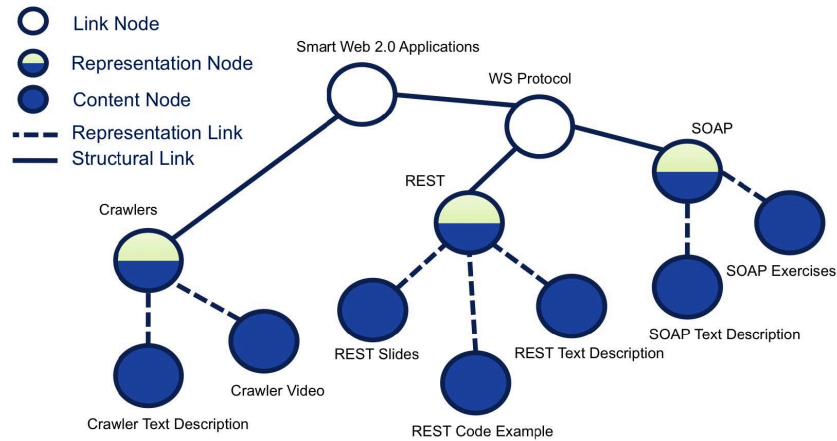 Link Node
Representation Node
Content Node
Representation Link
Structural Link
Smart Web 2.0 Applications
WS Protocol
SOAP
REST
Crawlers
SOAP Exercises
SOAP Text Description
REST Slides
REST Text Description
Crawler Video
Crawler Text Description
REST Code Example